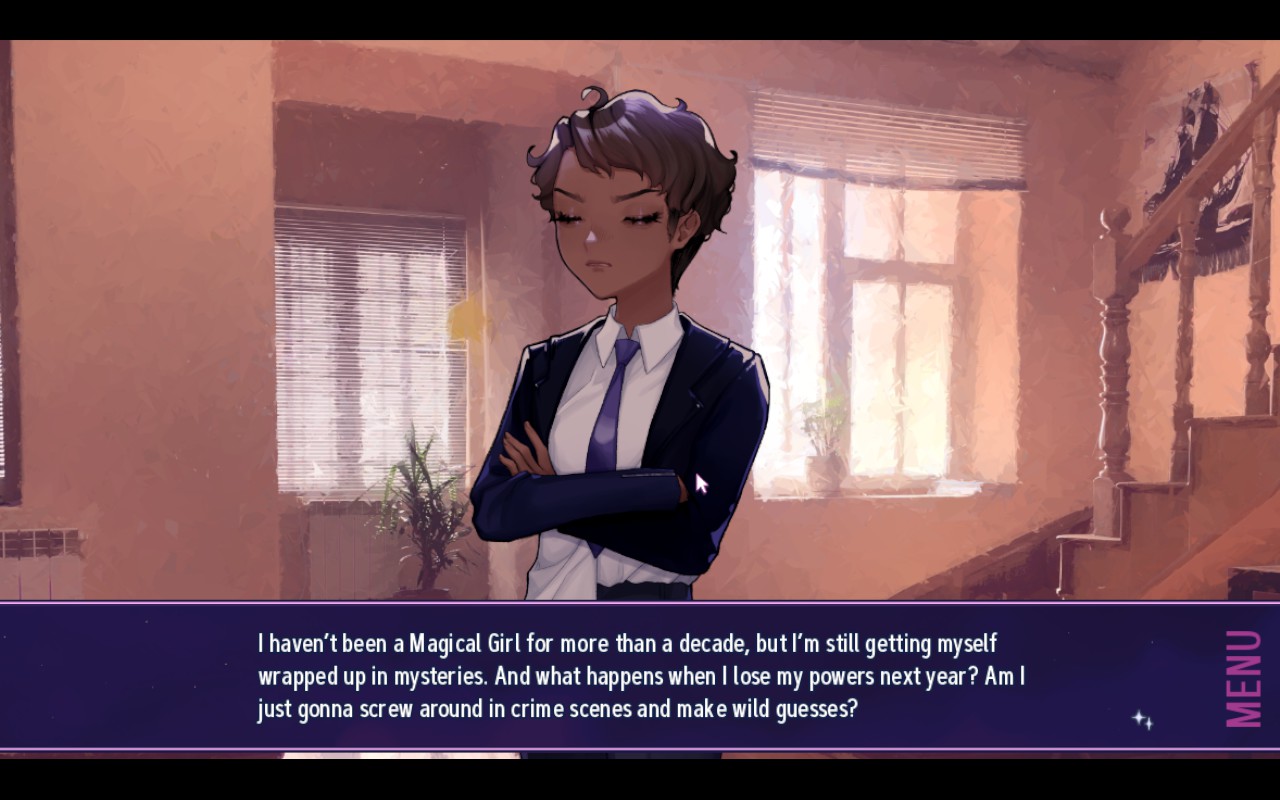 I haven't been a Magical Girl for more than a decade, but I'm still getting myself
wrapped up in mysteries. And what happens when I lose my powers next year? Am I
just gonna screw around in crime scenes and make wild guesses?
MENU